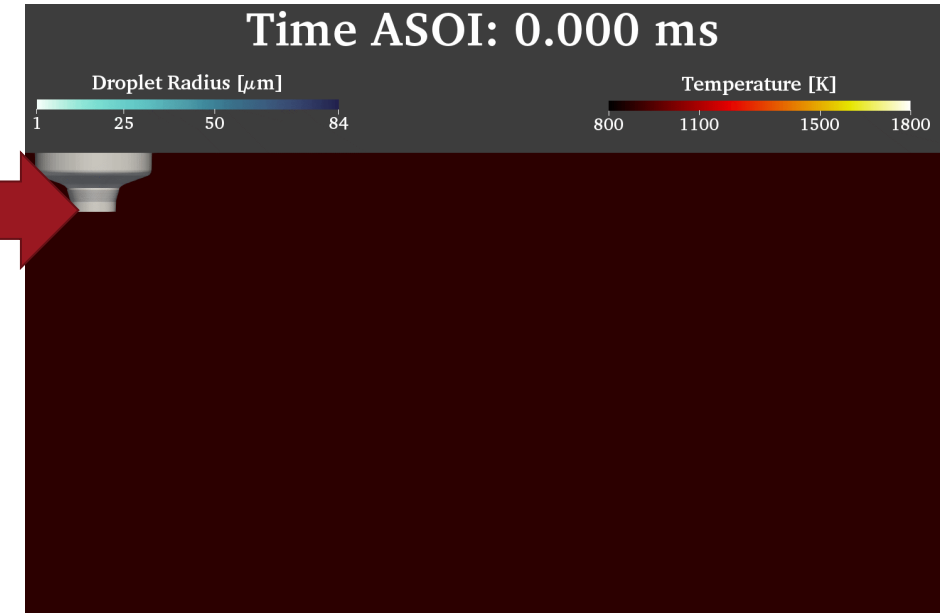 Time ASOI: 0.000 ms
Droplet Radius [μm]
1 25 50 84
Temperature [K]
800 1100 1500 1800